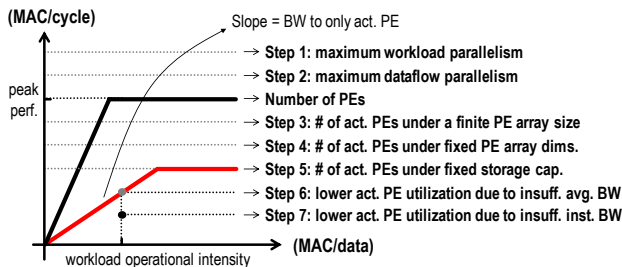 (MAC/cycle)
Slope = BW to only act. PE
Step 1: maximum workload parallelism
Step 2: maximum dataflow parallelism
peak
perf.
Number of PEs
Step 3: # of act. PEs under a finite PE array size
Step 4: # of act. PEs under fixed PE array dims.
Step 5: # of act. PEs under fixed storage cap.
Step 6: lower act. PE utilization due to insuff. avg. BW
Step 7: lower act. PE utilization due to insuff. inst. BW
(MAC/data)
workload operational intensity